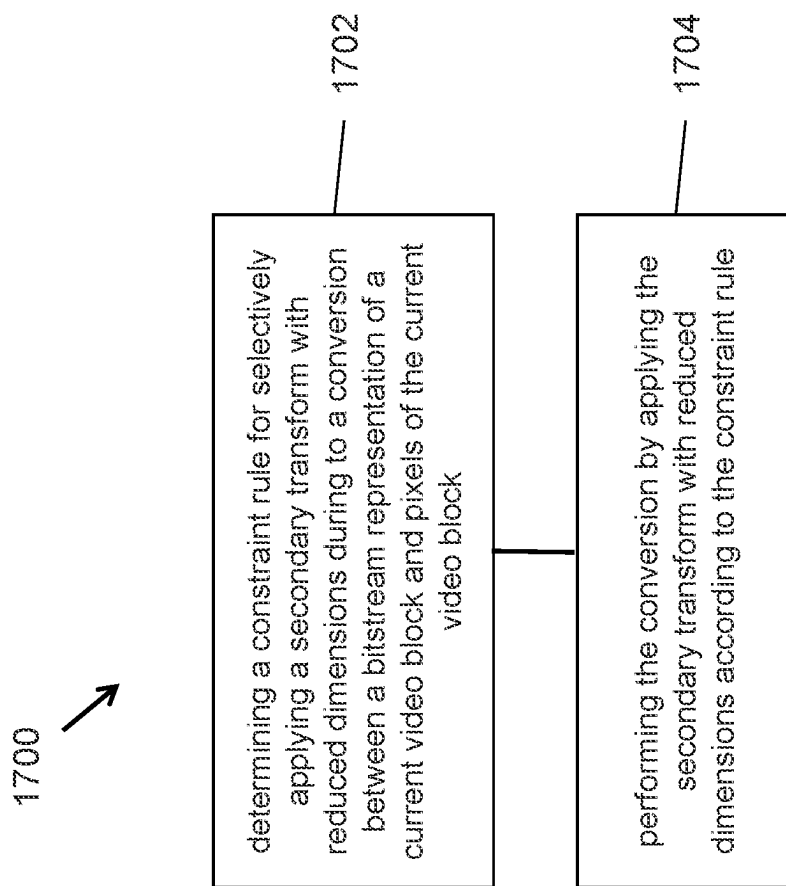 1700
determining a constraint rule for selectively
applying a secondary transform with
reduced dimensions during to a conversion
between a bitstream representation of a
current video block and pixels of the current
video block
1702
performing the conversion by applying the
secondary transform with reduced
dimensions according to the constraint rule
1704